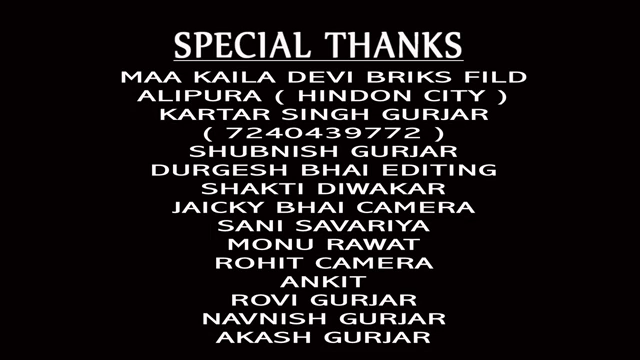 SPECIAL THANKS
MAA KAILA DEVI BRIKS FILD
ALIPURA ( HINDON CITY )
KARTAR SINGH GURJAR
( 7240439772 )
SHUBNISH GURJAR
DURGESH BHAI EDITING
SHAKTI DIWAKAR
JAICKY BHAI CAMERA
SANI SAVARIYA
MONU RAWAT
ROHIT CAMERA
ANKIT
ROVI GURJAR
NAVNISH GURJAR
AKASH GURJAR